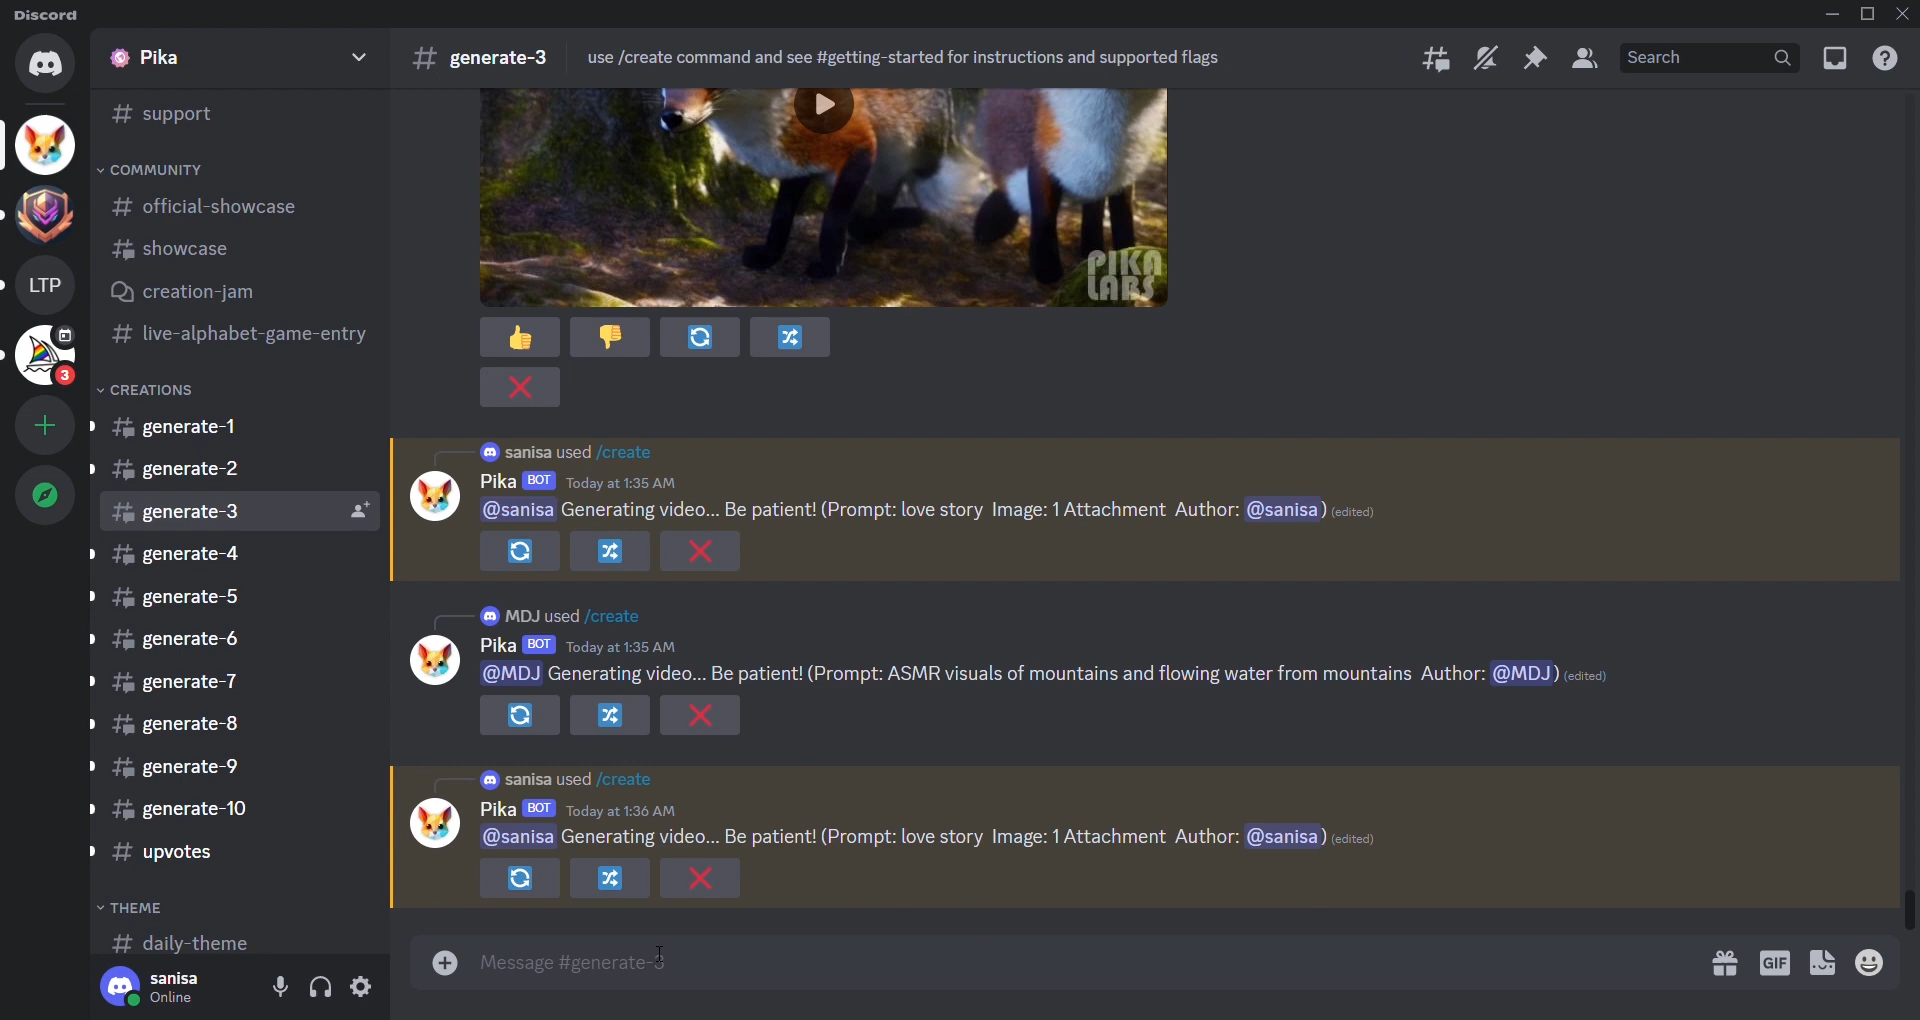 Discord
Pika
generate-3
use /create command and see #getting-started for instructions and supported flags
Search
LTP
3
support
COMMUNITY
official-showcase
showcase
creation-jam
live-alphabet-game-entry
CREATIONS
generate-1
generate-2
generate-3
generate-4
generate-5
generate-6
generate-7
generate-8
generate-9
generate-10
upvotes
THEME
daily-theme
sanisa
Online
PIKA
LABS
sanisa used /create
Pika BOT Today at 1:35 AM
@sanisa Generating video... Be patient! (Prompt: love story Image: 1 Attachment Author: @sanisa) (edited)
MDJ used /create
Pika BOT Today at 1:35 AM
@MDJ Generating video... Be patient! (Prompt: ASMR visuals of mountains and flowing water from mountains Author: @MDJ) (edited)
sanisa used /create
Pika BOT Today at 1:36 AM
@sanisa Generating video... Be patient! (Prompt: love story Image: 1 Attachment Author: @sanisa) (edited)
Message #generate-3
GIF